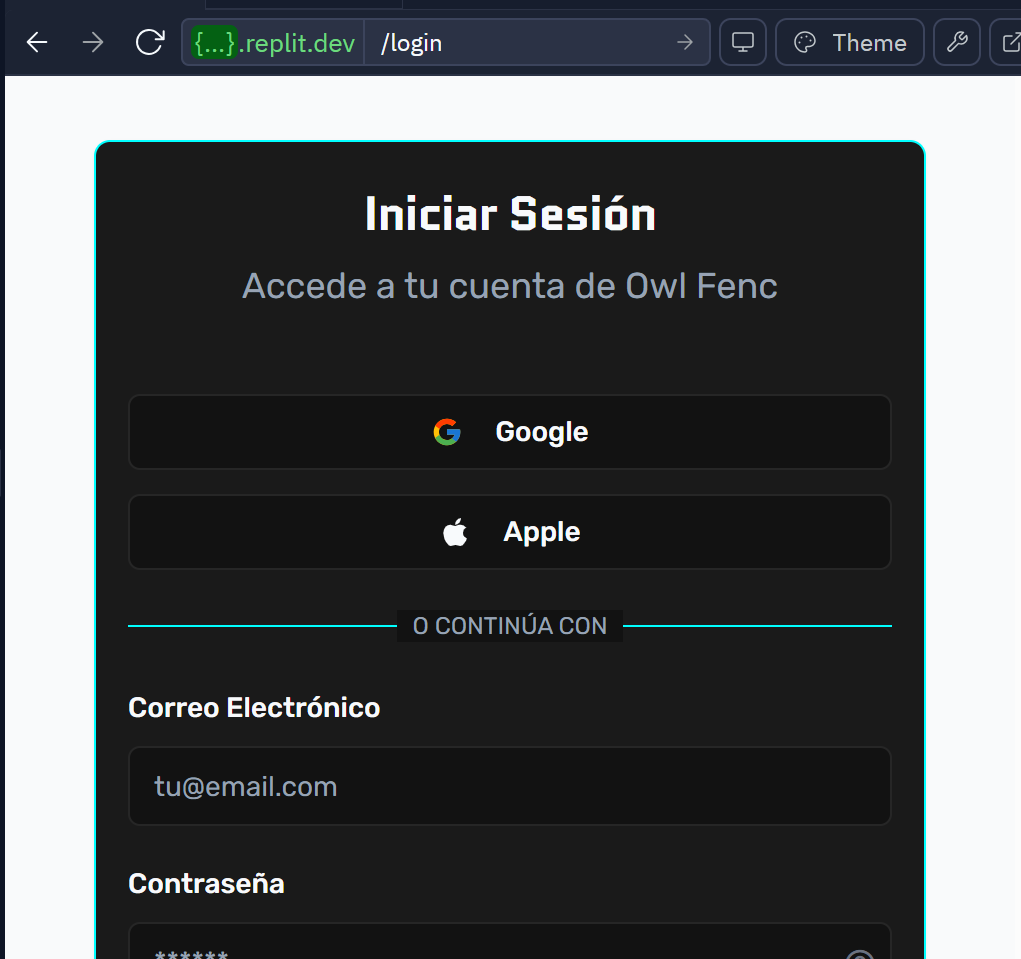 {...}.replit.dev /login Theme
Iniciar Sesión
Accede a tu cuenta de Owl Fenc
Google
Apple
O CONTINÚA CON
Correo Electrónico
tu@email.com
Contraseña
******